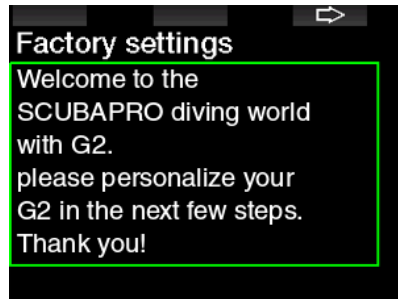 Factory settings
Welcome to the
SCUBAPRO diving world
with G2.
please personalize your
G2 in the next few steps.
Thank you!